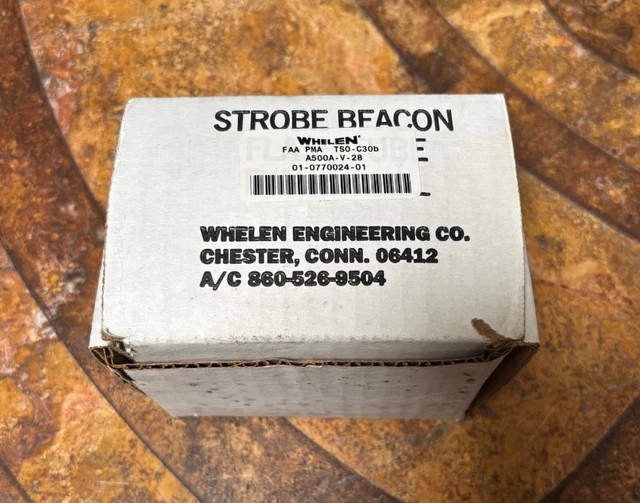 STROBE BEACON
WHELEN®
FAA PMA TSO-C30b
A500A-V-28
01-0770024-01
WHELEN ENGINEERING CO.
CHESTER, CONN. 06412
A/C 860-526-9504